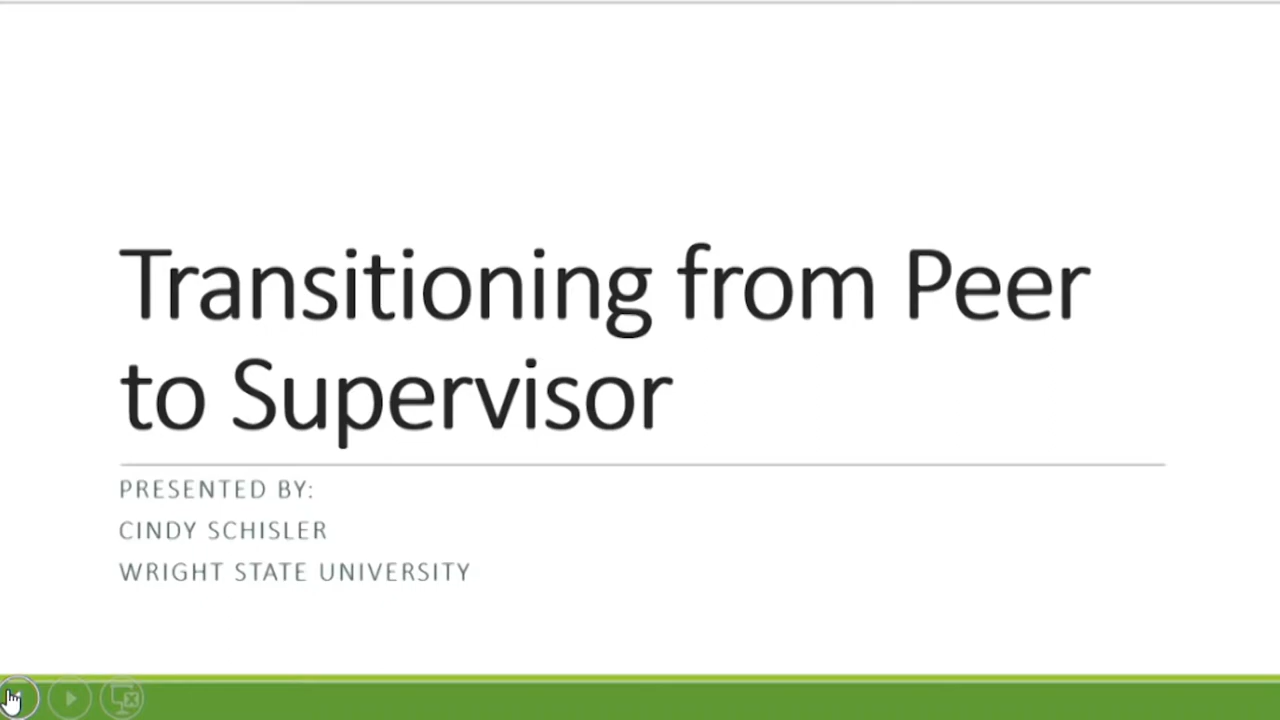 Transitioning from Peer
to Supervisor
PRESENTED BY:
CINDY SCHISLER
WRIGHT STATE UNIVERSITY